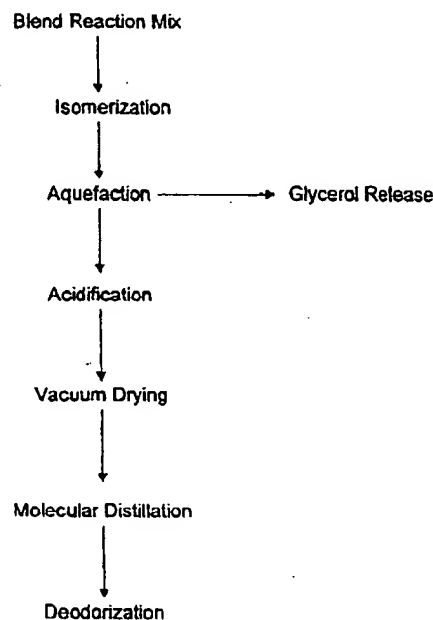 Blend Reaction Mix
Isomerization
Aquefaction
Glycerol Release
Acidification
Vacuum Drying
Molecular Distillation
Deodorization